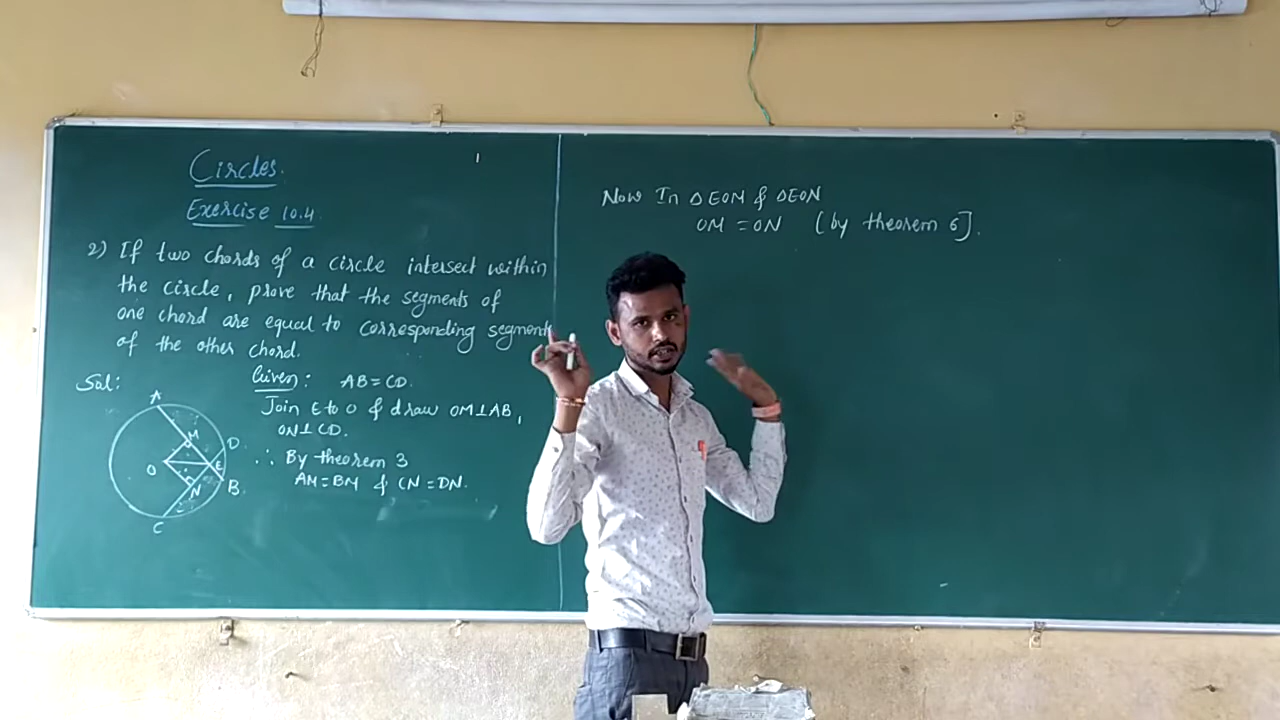 Circles.
Exercise 10.4
2) If two chords of a circle intersect within
the circle, prove that the segments of
one chord are equal to corresponding segments
of the other chord.
Sol:
Given: AB=CD.
Join E to O & draw OM⊥AB,
ON⊥CD.
∴ By theorem 3
AM=BM & CN=DN.
A
M
D
O
E
N
B
C
Now In △EOM & △EON
OM=ON (by theorem 6].